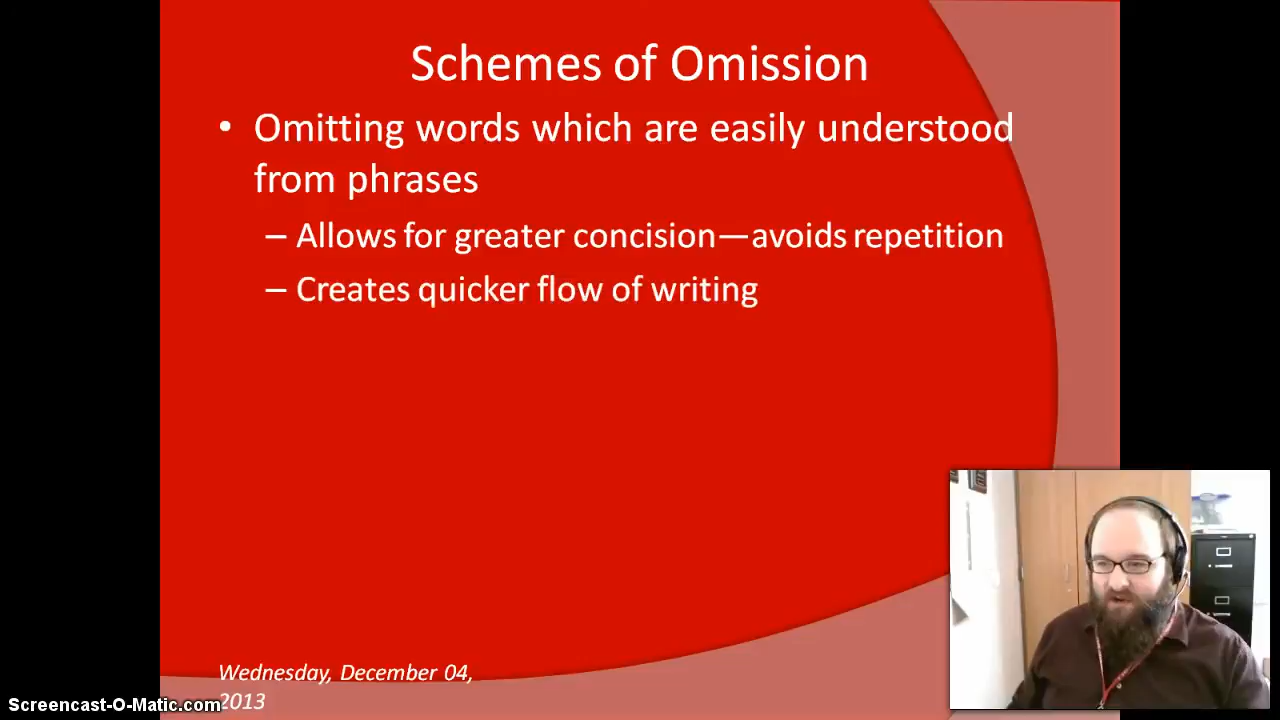 Schemes of Omission
• Omitting words which are easily understood
from phrases
– Allows for greater concision—avoids repetition
– Creates quicker flow of writing
Wednesday, December 04,
2013
Screencast-O-Matic.com